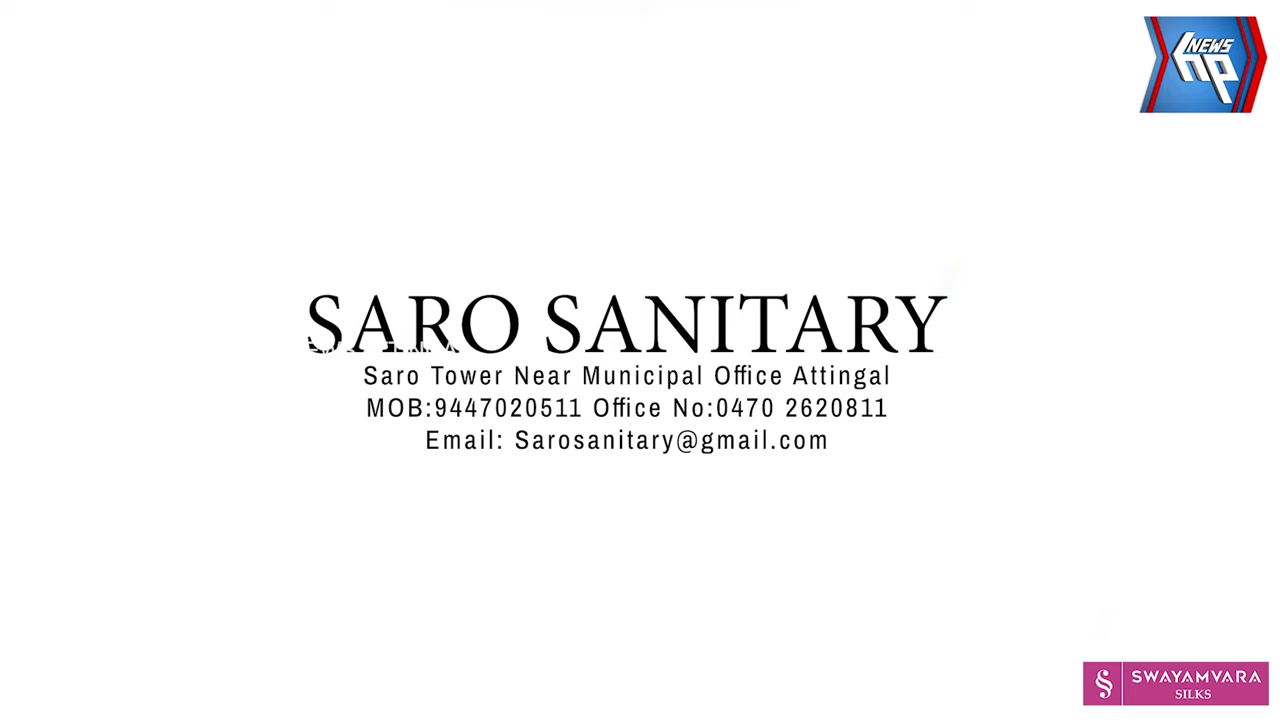 NEWS
hp
SARO SANITARY
Saro Tower Near Municipal Office Attingal
MOB:9447020511 Office No:0470 2620811
Email: Sarosanitary@gmail.com
SWAYAMVARA
SILKS